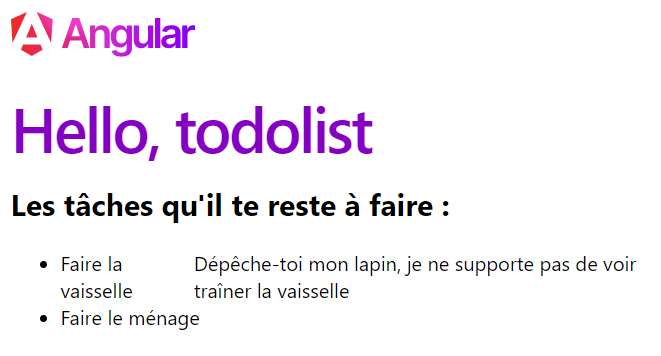 Angular
Hello, todolist
Les tâches qu'il te reste à faire :
Faire la
vaisselle
Dépêche-toi mon lapin, je ne supporte pas de voir
traîner la vaisselle
Faire le ménage